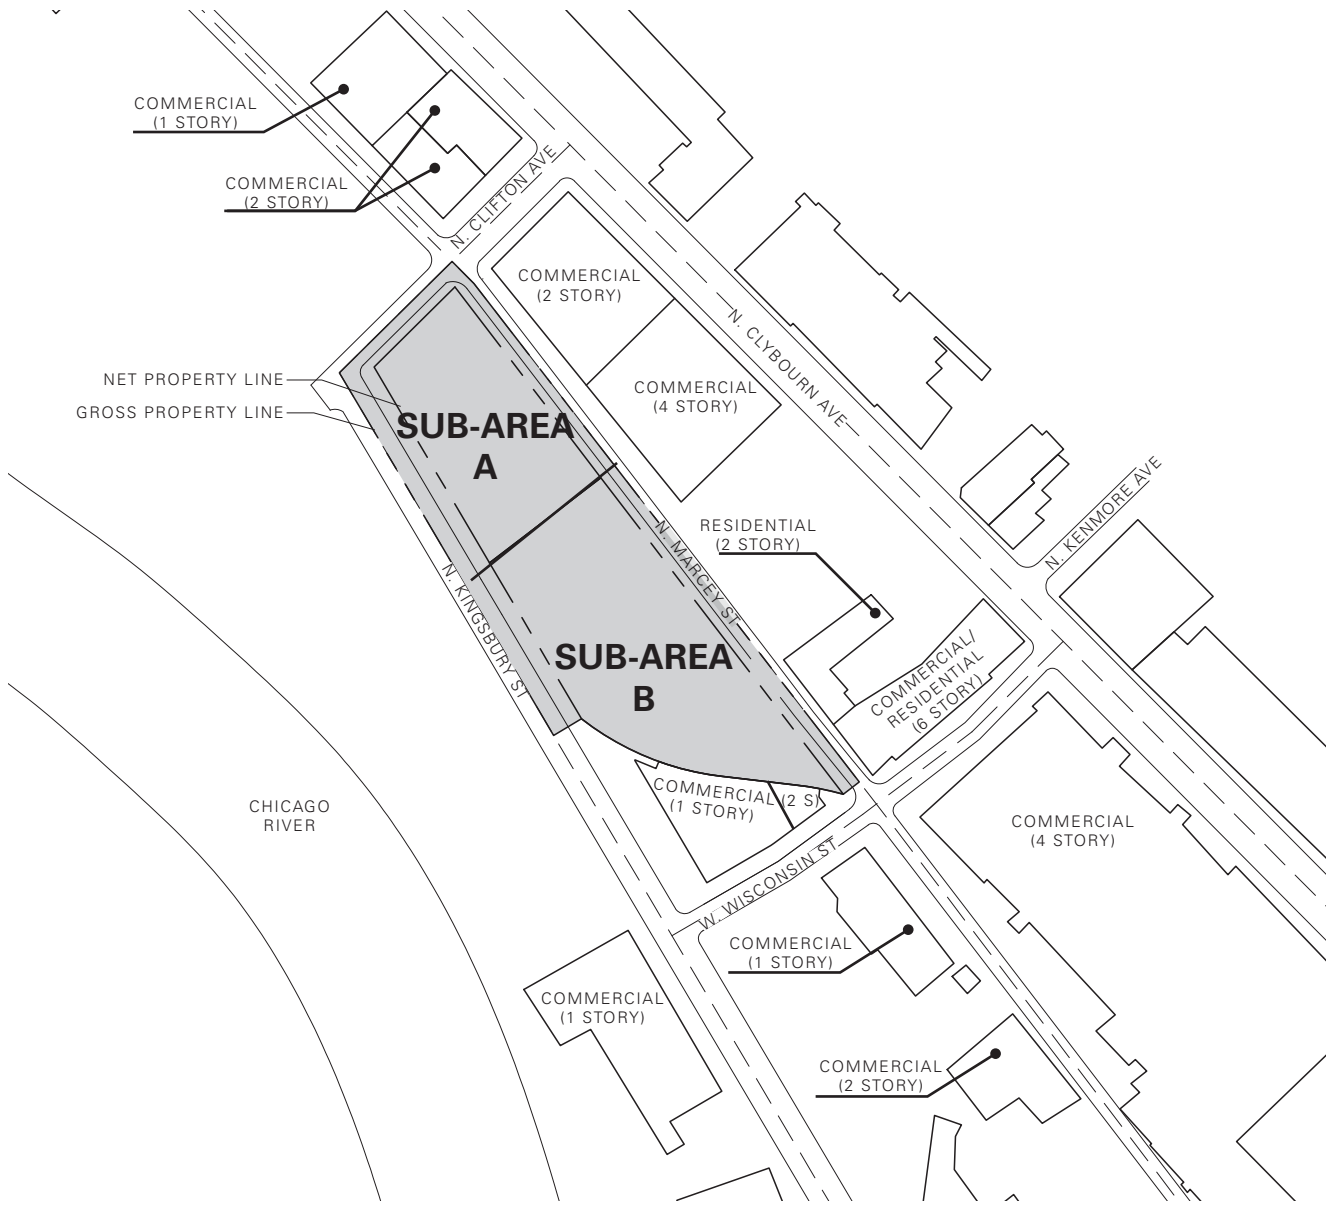 COMMERCIAL
(1 STORY)
COMMERCIAL
(2 STORY)
N. CLIFTON AVE
COMMERCIAL
(2 STORY)
N. CLYBOURN AVE
NET PROPERTY LINE
GROSS PROPERTY LINE
COMMERCIAL
(4 STORY)
SUB-AREA
A
N. KENMORE AVE
RESIDENTIAL
(2 STORY)
N. MARCEY ST
N. KINGSBURY ST
SUB-AREA
B
COMMERCIAL/
RESIDENTIAL
(6 STORY)
COMMERCIAL
(1 STORY)
(2 S)
CHICAGO
RIVER
COMMERCIAL
(4 STORY)
W. WISCONSIN ST
COMMERCIAL
(1 STORY)
COMMERCIAL
(1 STORY)
COMMERCIAL
(2 STORY)